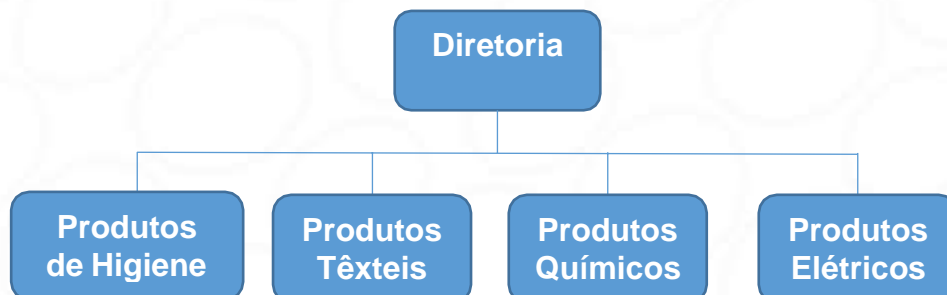 Diretoria
Produtos
de Higiene
Produtos
Têxteis
Produtos
Químicos
Produtos
Elétricos